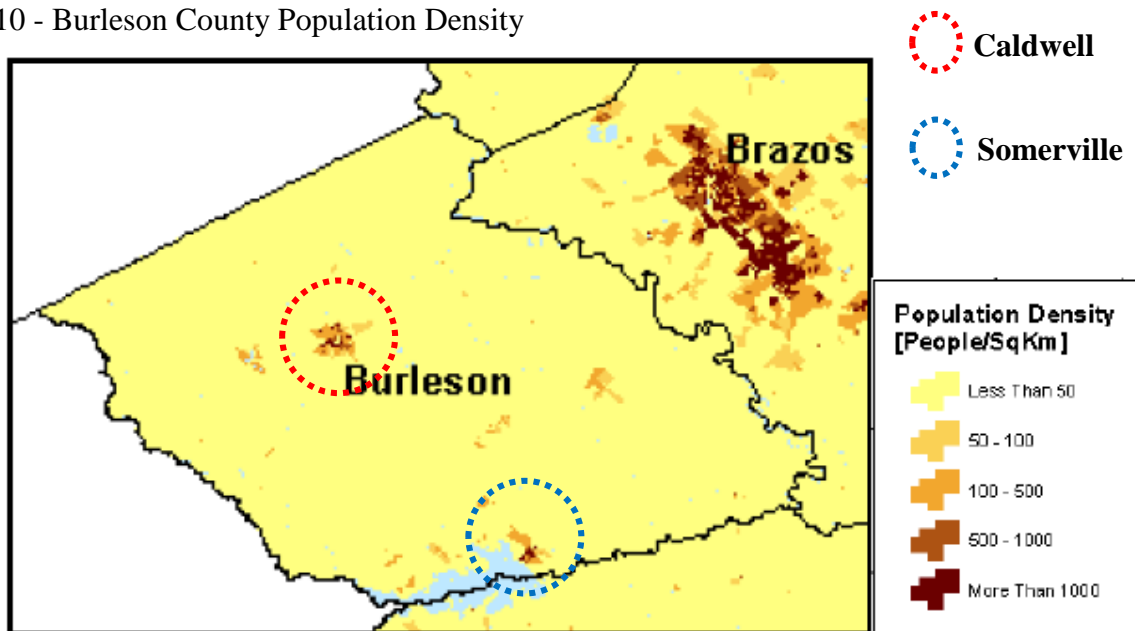 10 - Burleson County Population Density
Caldwell
Somerville
Brazos
Burleson
Population Density
[People/SqKm]
Less Than 50
50 - 100
100 - 500
500 - 1000
More Than 1000